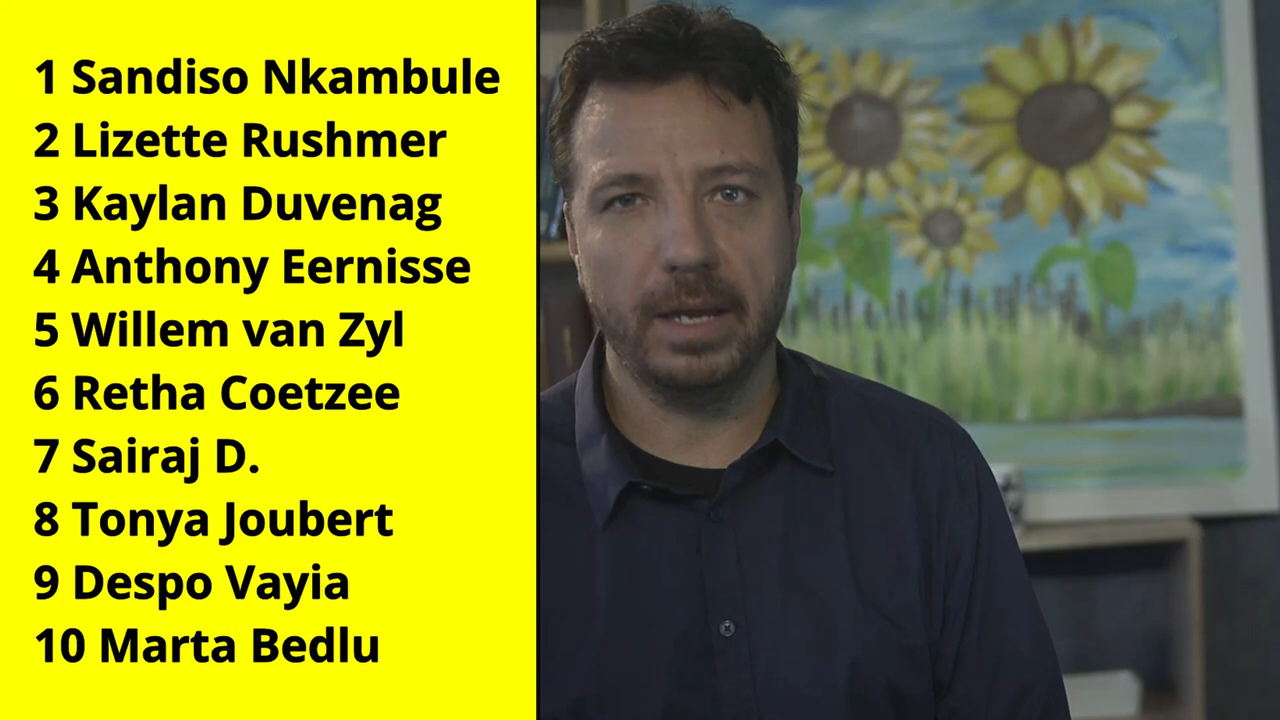 1 Sandiso Nkambule
2 Lizette Rushmer
3 Kaylan Duvenag
4 Anthony Eernisse
5 Willem van Zyl
6 Retha Coetzee
7 Sairaj D.
8 Tonya Joubert
9 Despo Vayia
10 Marta Bedlu